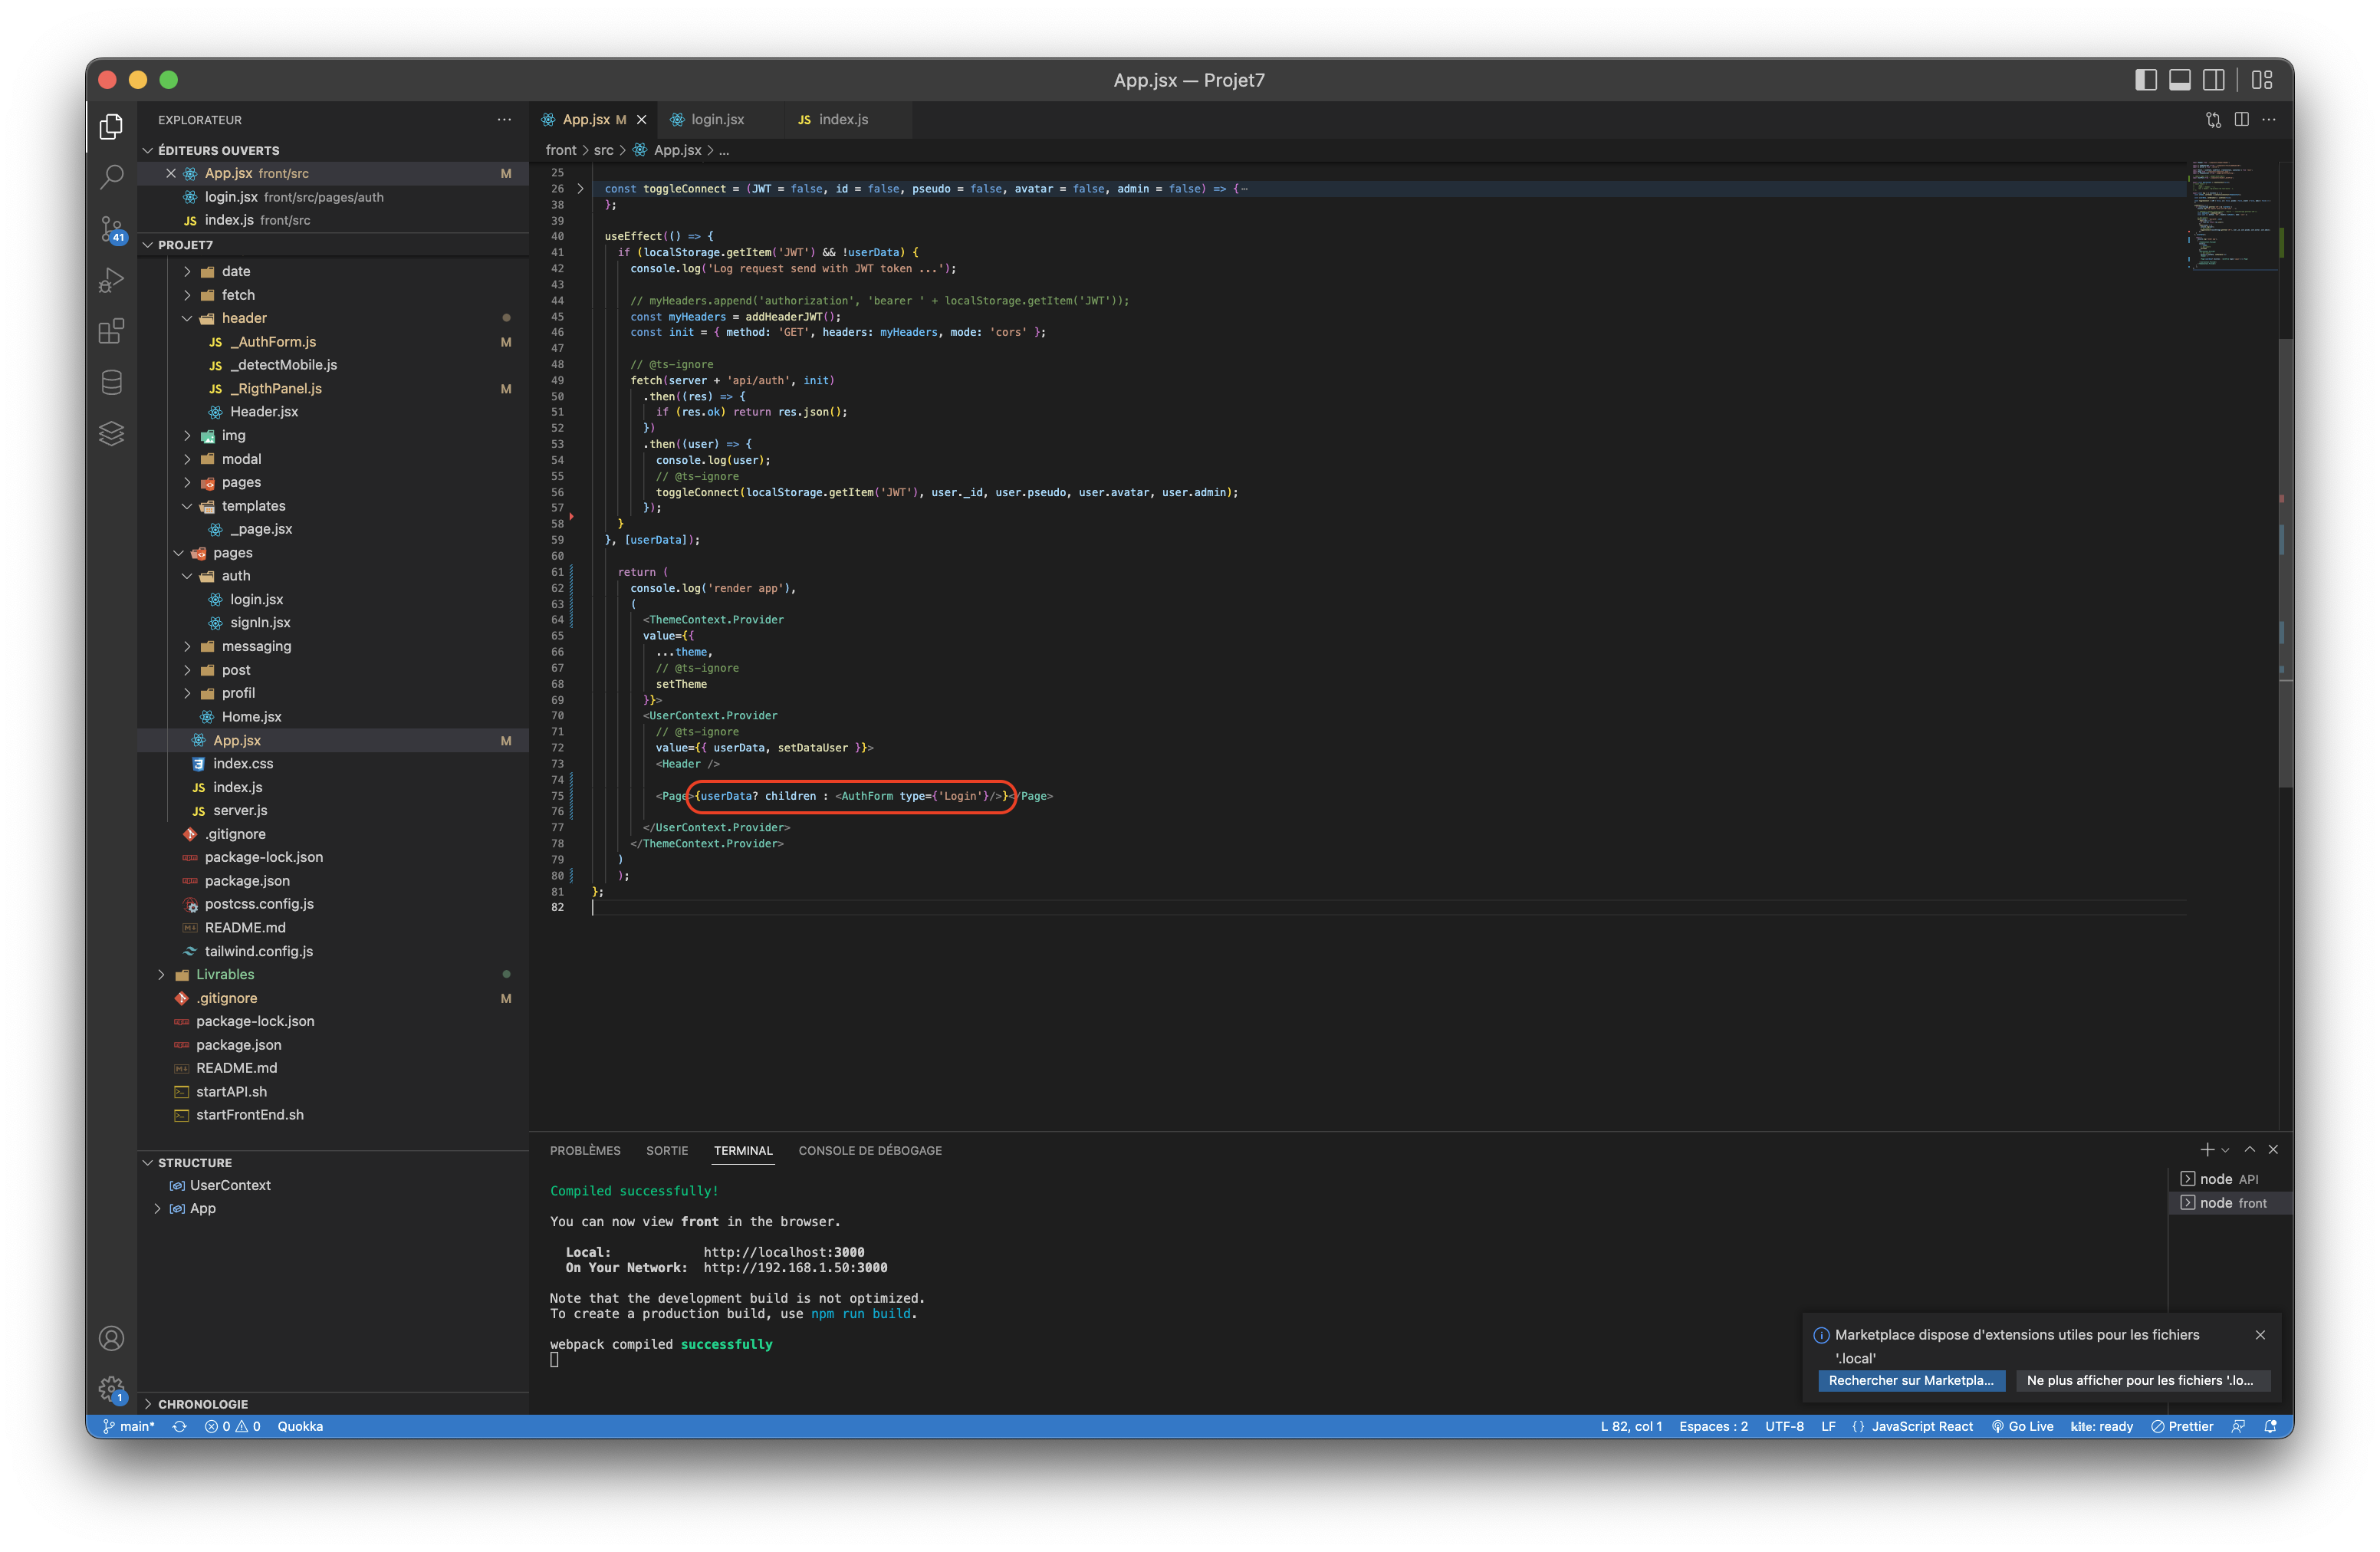 App.jsx — Projet7
EXPLORATEUR
ÉDITEURS OUVERTS
App.jsx front/src M
login.jsx front/src/pages/auth
JS index.js front/src
41
PROJET7
date
fetch
header
JS _AuthForm.js M
JS _detectMobile.js
JS _RigthPanel.js M
Header.jsx
img
modal
pages
templates
_page.jsx
pages
auth
login.jsx
signIn.jsx
messaging
post
profil
Home.jsx
App.jsx M
index.css
JS index.js
JS server.js
.gitignore
package-lock.json
package.json
postcss.config.js
README.md
tailwind.config.js
Livrables
.gitignore M
package-lock.json
package.json
README.md
startAPI.sh
startFrontEnd.sh
STRUCTURE
UserContext
App
1
CHRONOLOGIE
App.jsx M
login.jsx
JS index.js
front > src > App.jsx > ...
25
26 const toggleConnect = (JWT = false, id = false, pseudo = false, avatar = false, admin = false) => {⋯
38 };
39
40 useEffect(() => {
41 if (localStorage.getItem('JWT') && !userData) {
42 console.log('Log request send with JWT token ...');
43
44 // myHeaders.append('authorization', 'bearer ' + localStorage.getItem('JWT'));
45 const myHeaders = addHeaderJWT();
46 const init = { method: 'GET', headers: myHeaders, mode: 'cors' };
47
48 // @ts-ignore
49 fetch(server + 'api/auth', init)
50 .then((res) => {
51 if (res.ok) return res.json();
52 })
53 .then((user) => {
54 console.log(user);
55 // @ts-ignore
56 toggleConnect(localStorage.getItem('JWT'), user._id, user.pseudo, user.avatar, user.admin);
57 });
58 }
59 }, [userData]);
60
61 return (
62 console.log('render app'),
63 (
64 <ThemeContext.Provider
65 value={{
66 ...theme,
67 // @ts-ignore
68 setTheme
69 }}>
70 <UserContext.Provider
71 // @ts-ignore
72 value={{ userData, setDataUser }}>
73 <Header />
74
75 <Page>{userData? children : <AuthForm type={'Login'}/>}</Page>
76
77 </UserContext.Provider>
78 </ThemeContext.Provider>
79 )
80 );
81 };
82
PROBLÈMES SORTIE TERMINAL CONSOLE DE DÉBOGAGE
Compiled successfully!
You can now view front in the browser.
Local: http://localhost:3000
On Your Network: http://192.168.1.50:3000
Note that the development build is not optimized.
To create a production build, use npm run build.
webpack compiled successfully
node API
node front
Marketplace dispose d'extensions utiles pour les fichiers
'.local'
Rechercher sur Marketpla...
Ne plus afficher pour les fichiers '.lo...
main* 0 0 Quokka
L 82, col 1 Espaces : 2 UTF-8 LF {} JavaScript React Go Live kite: ready Prettier